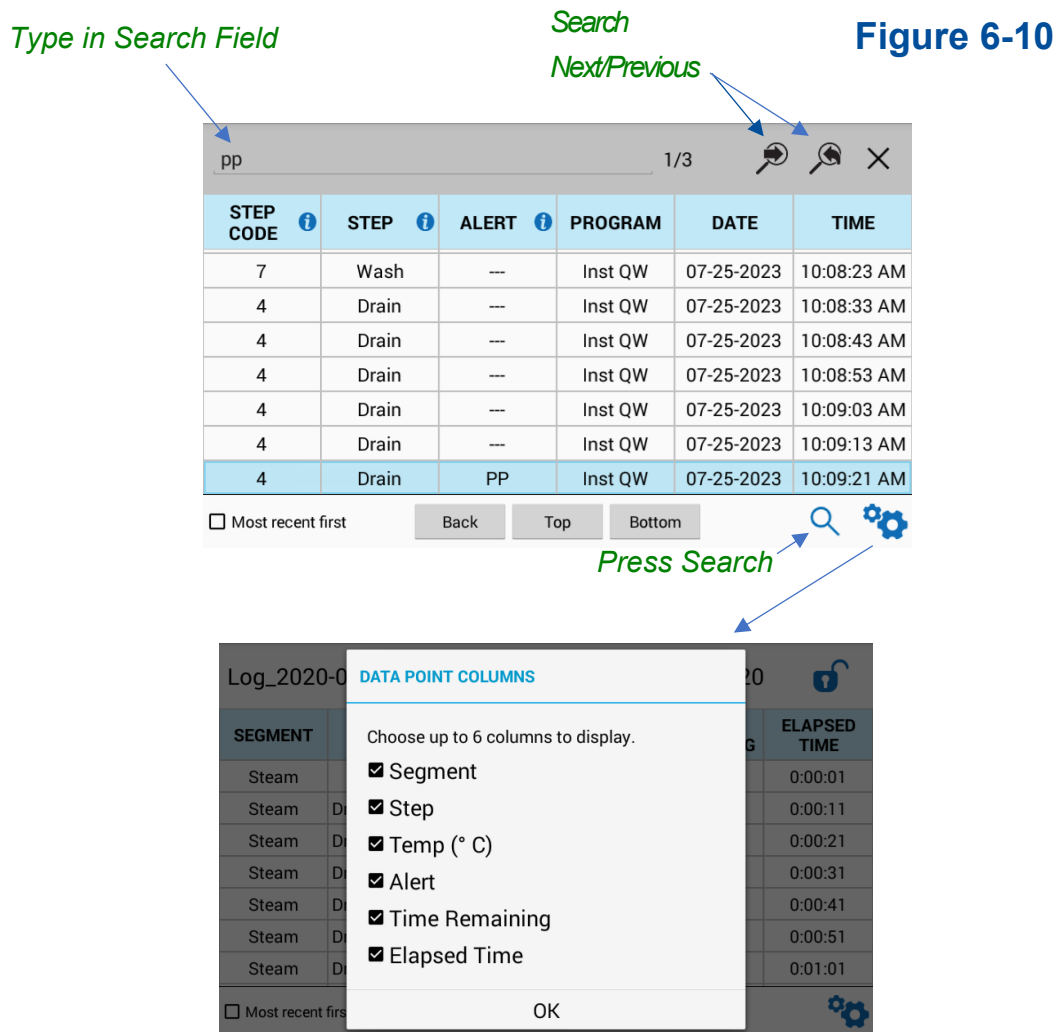 Type in Search Field
Search
Next/Previous
Figure 6-10
pp 1/3
STEP CODE STEP ALERT PROGRAM DATE TIME
7 Wash --- Inst QW 07-25-2023 10:08:23 AM
4 Drain --- Inst QW 07-25-2023 10:08:33 AM
4 Drain --- Inst QW 07-25-2023 10:08:43 AM
4 Drain --- Inst QW 07-25-2023 10:08:53 AM
4 Drain --- Inst QW 07-25-2023 10:09:03 AM
4 Drain --- Inst QW 07-25-2023 10:09:13 AM
4 Drain PP Inst QW 07-25-2023 10:09:21 AM
Most recent first Back Top Bottom
Press Search
Log_2020-0 20
DATA POINT COLUMNS
SEGMENT G ELAPSED TIME
Choose up to 6 columns to display.
Segment
Step
Temp (° C)
Alert
Time Remaining
Elapsed Time
OK
Steam 0:00:01
Steam D 0:00:11
Steam D 0:00:21
Steam D 0:00:31
Steam D 0:00:41
Steam D 0:00:51
Steam D 0:01:01
Most recent firs